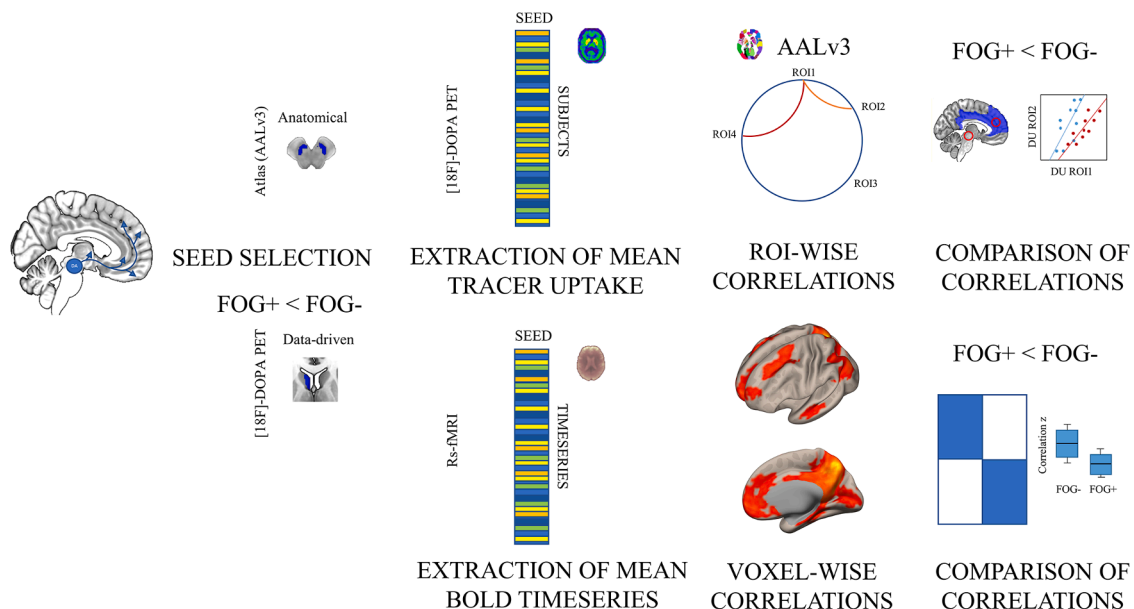 DA
SEED SELECTION
Atlas (AALv3)
Anatomical
FOG+ < FOG-
[18F]-DOPA PET
Data-driven
SEED
[18F]-DOPA PET
SUBJECTS
EXTRACTION OF MEAN
TRACER UPTAKE
AALv3
ROI1
ROI2
ROI4
ROI3
ROI-WISE
CORRELATIONS
FOG+ < FOG-
DU ROI2
DU ROI1
COMPARISON OF
CORRELATIONS
SEED
Rs-fMRI
TIMESERIES
EXTRACTION OF MEAN
BOLD TIMESERIES
VOXEL-WISE
CORRELATIONS
FOG+ < FOG-
Correlation z
FOG-
FOG+
COMPARISON OF
CORRELATIONS